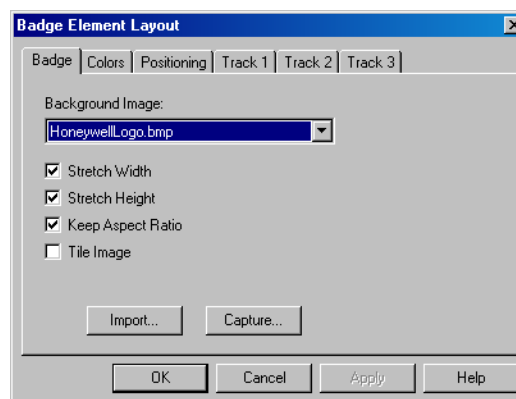 Badge Element Layout
Badge Colors Positioning Track 1 Track 2 Track 3
Background Image:
HoneywellLogo.bmp
Stretch Width
Stretch Height
Keep Aspect Ratio
Tile Image
Import... Capture...
OK Cancel Apply Help